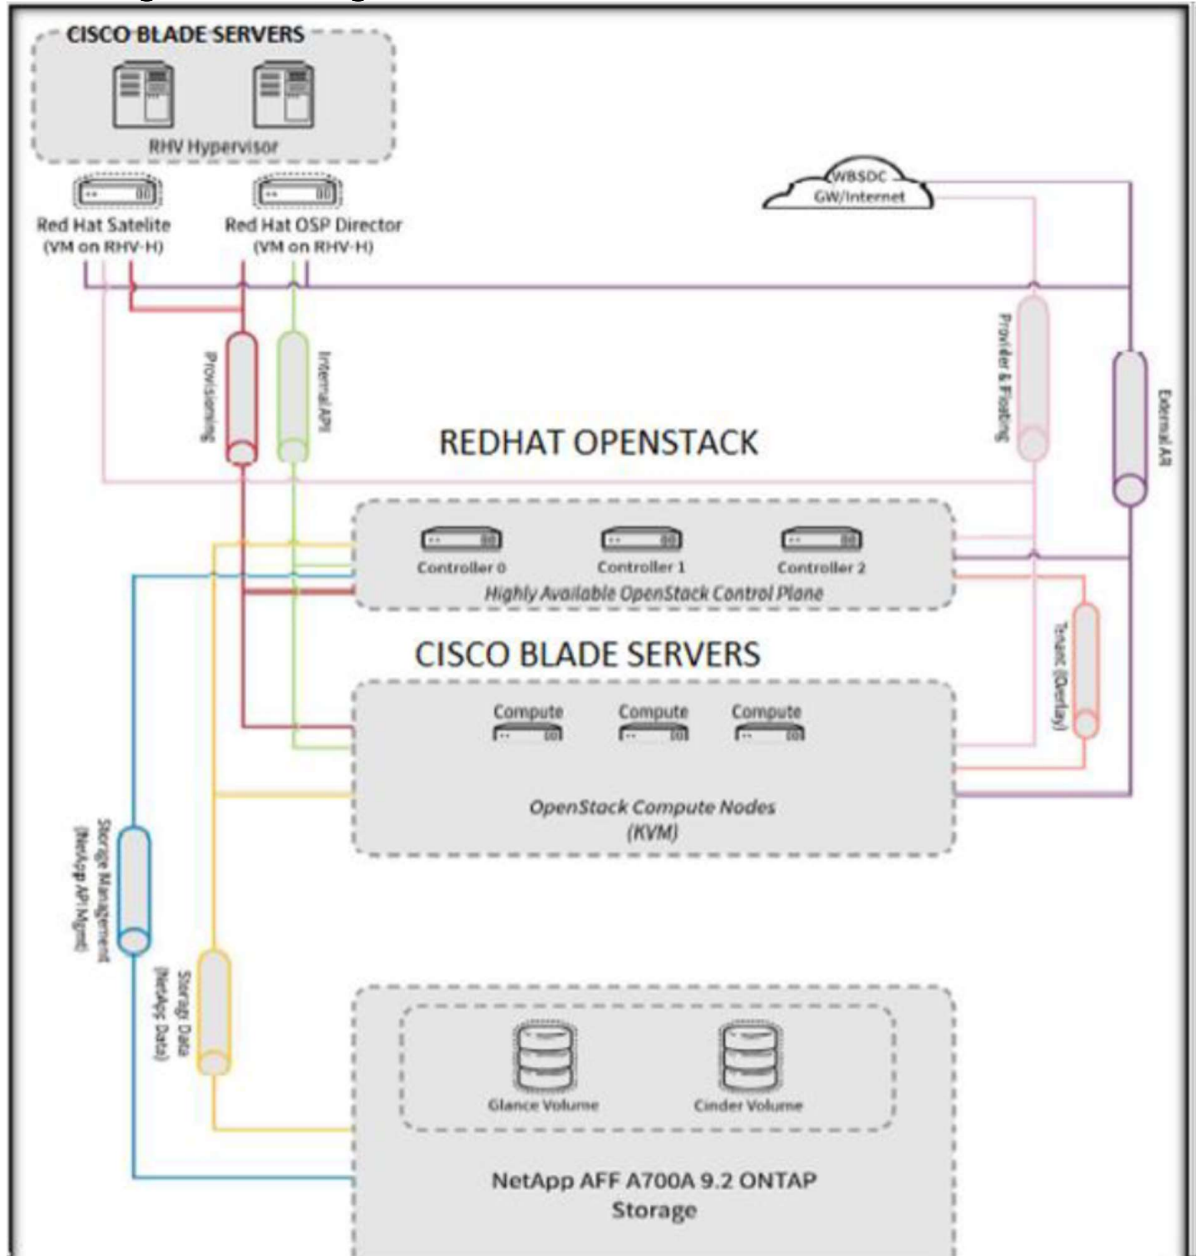 CISCO BLADE SERVERS
RHV Hypervisor
Red Hat Satelite
(VM on RHV-H)
Red Hat OSP Director
(VM on RHV-H)
WBSDC
GW/Internet
Provisioning
Internal API
Provider & Floating
External AR
REDHAT OPENSTACK
Controller 0
Controller 1
Controller 2
Highly Available OpenStack Control Plane
Tenant (Overlay)
CISCO BLADE SERVERS
Compute
Compute
Compute
OpenStack Compute Nodes
(KVM)
Storage Management
(NetApp API Mgmt)
Storage Data
(NetApp Data)
Glance Volume
Cinder Volume
NetApp AFF A700A 9.2 ONTAP
Storage